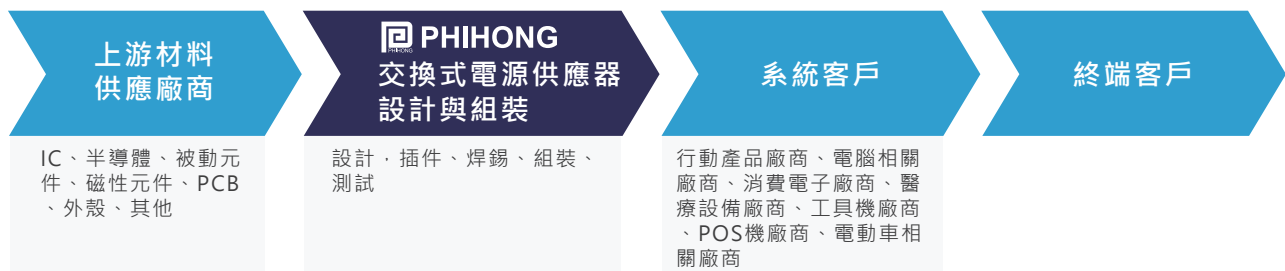 上游材料
供應廠商
PHIHONG
PHIHONG
交換式電源供應器
設計與組裝
系統客戶
終端客戶
IC、半導體、被動元
件、磁性元件、PCB
、外殼、其他
設計．插件、焊錫、組裝、
測試
行動產品廠商、電腦相關
廠商、消費電子廠商、醫
療設備廠商、工具機廠商
、POS機廠商、電動車相
關廠商